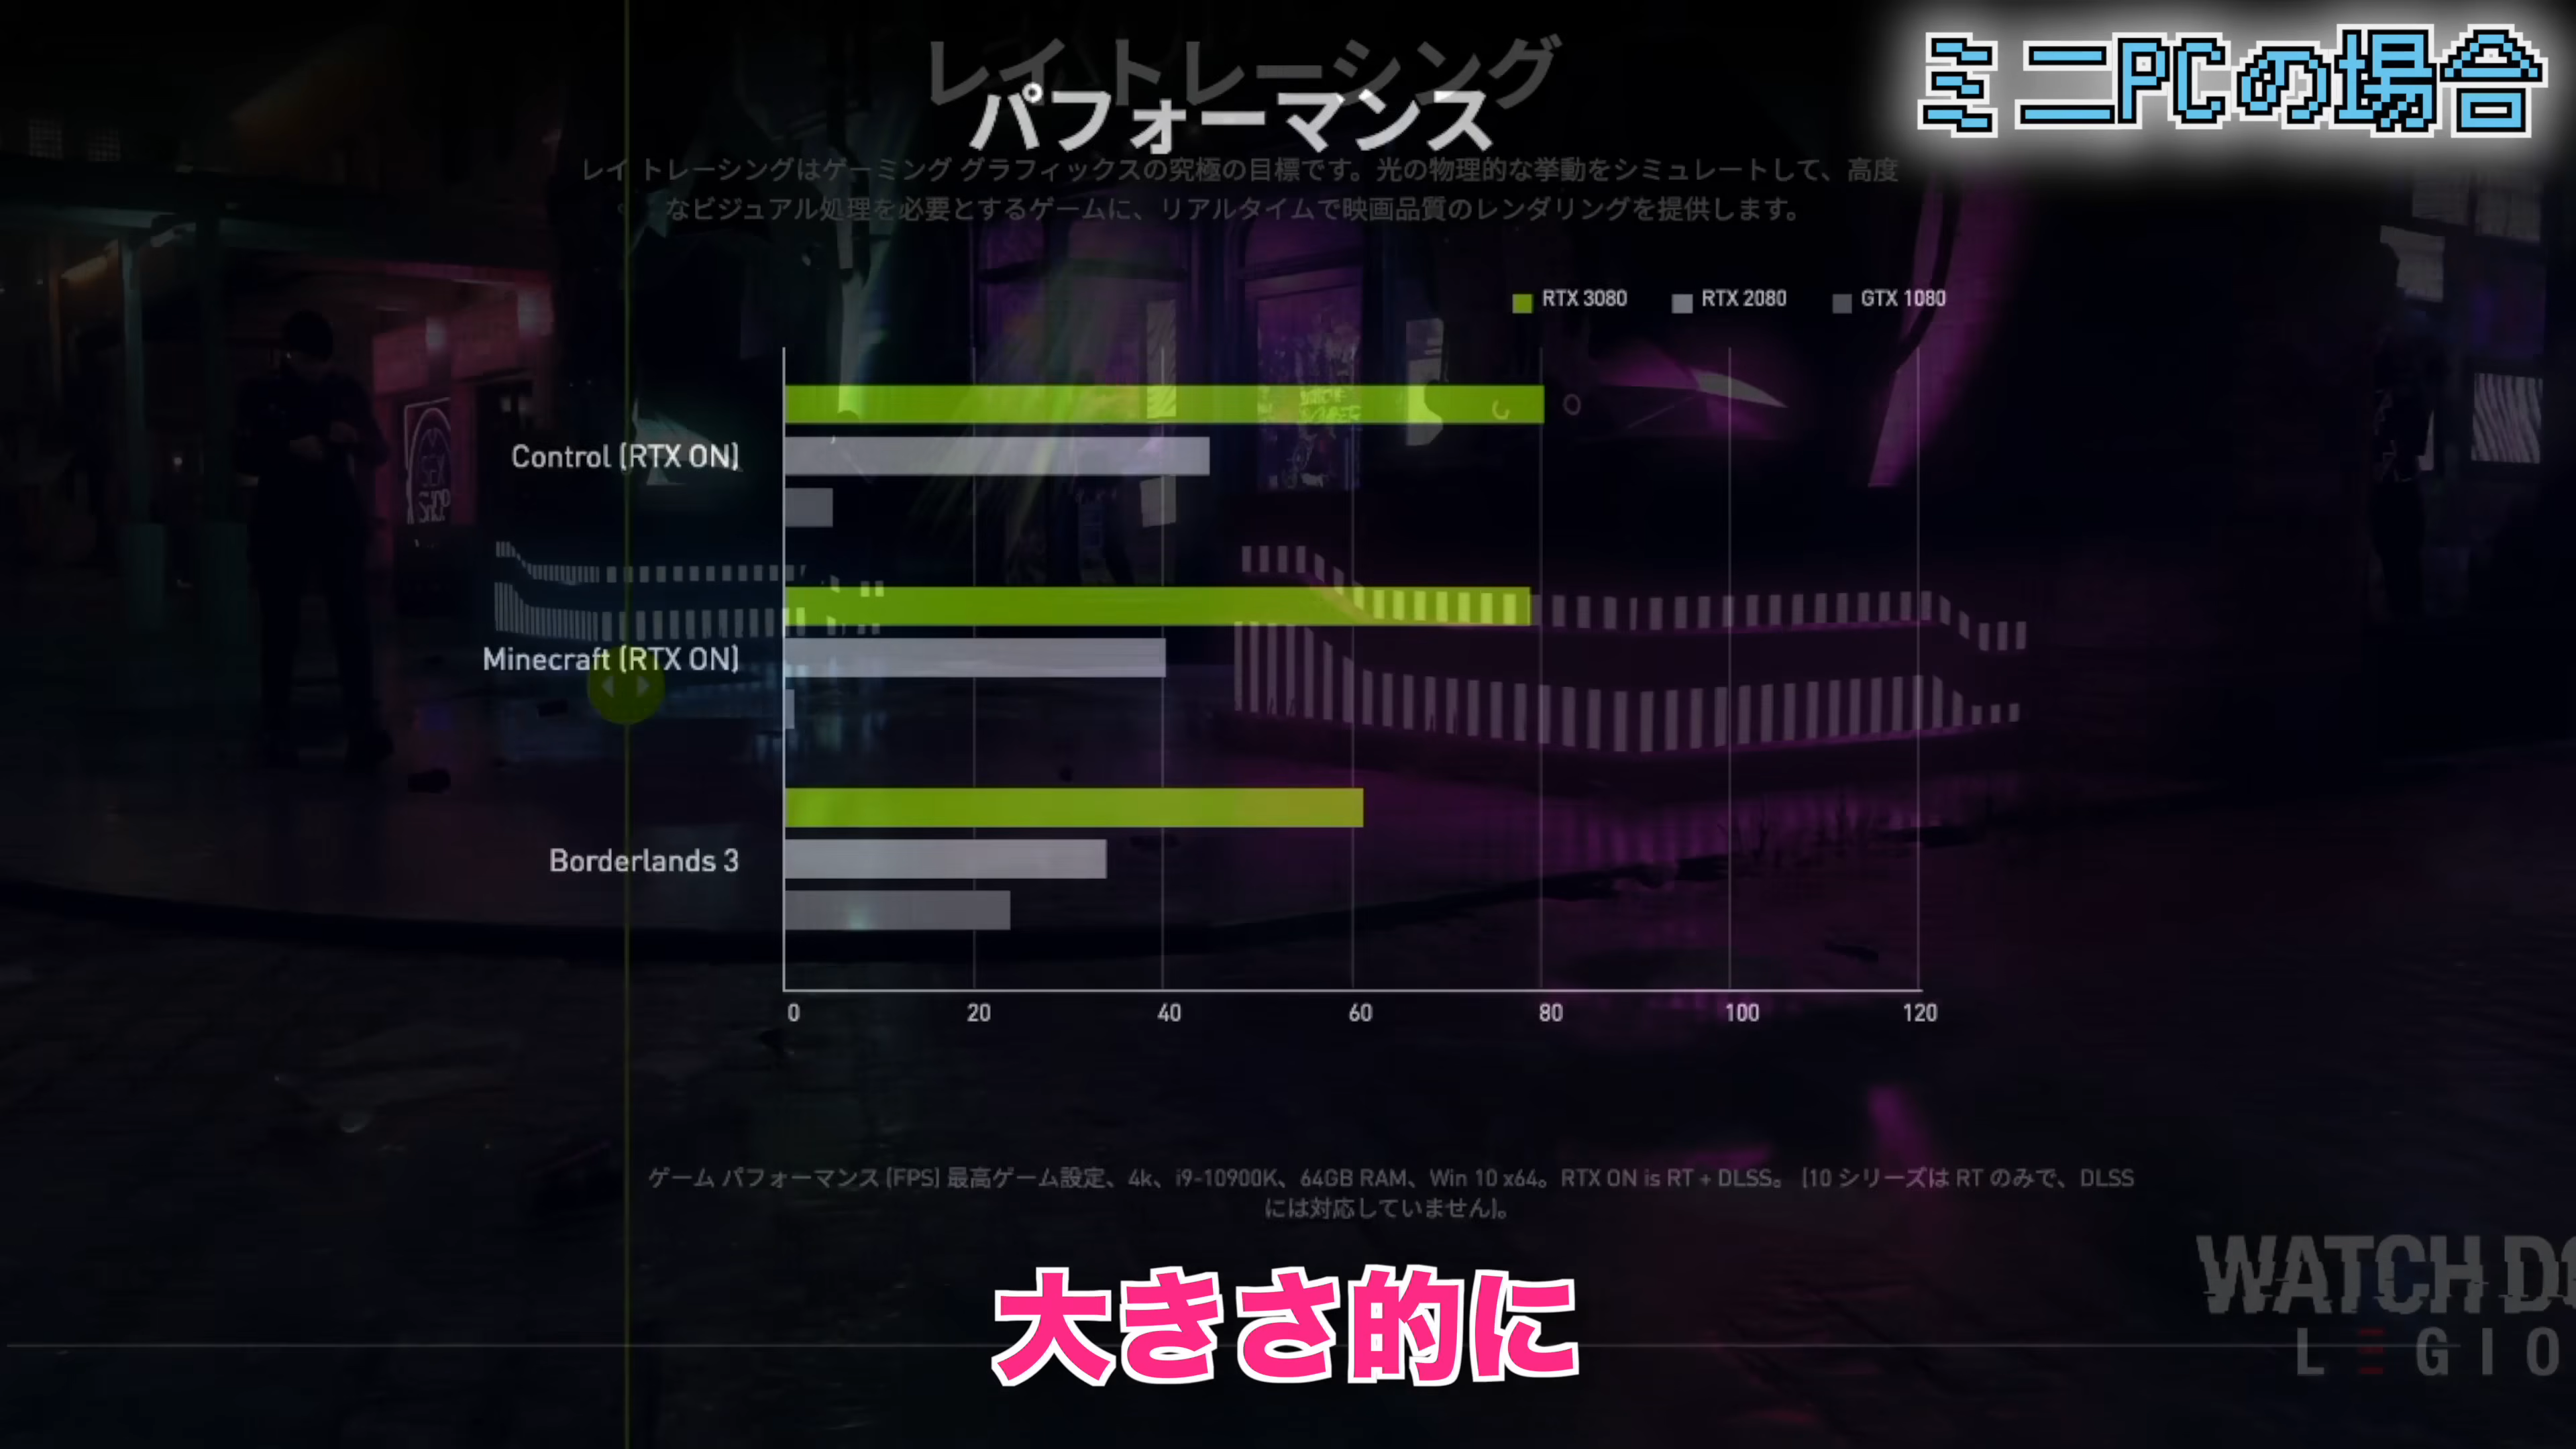 ミニPCの場合
レイ トレーシング
パフォーマンス
レイ トレーシングはゲーミング グラフィックスの究極の目標です。光の物理的な挙動をシミュレートして、高度
なビジュアル処理を必要とするゲームに、リアルタイムで映画品質のレンダリングを提供します。
RTX 3080 RTX 2080 GTX 1080
Control (RTX ON)
Minecraft (RTX ON)
Borderlands 3
0 20 40 60 80 100 120
ゲーム パフォーマンス (FPS) 最高ゲーム設定、4k、i9-10900K、64GB RAM、Win 10 x64。RTX ON is RT + DLSS。 (10 シリーズは RT のみで、DLSS
には対応していません)。
WATCH DO
LEGIO
大きさ的に